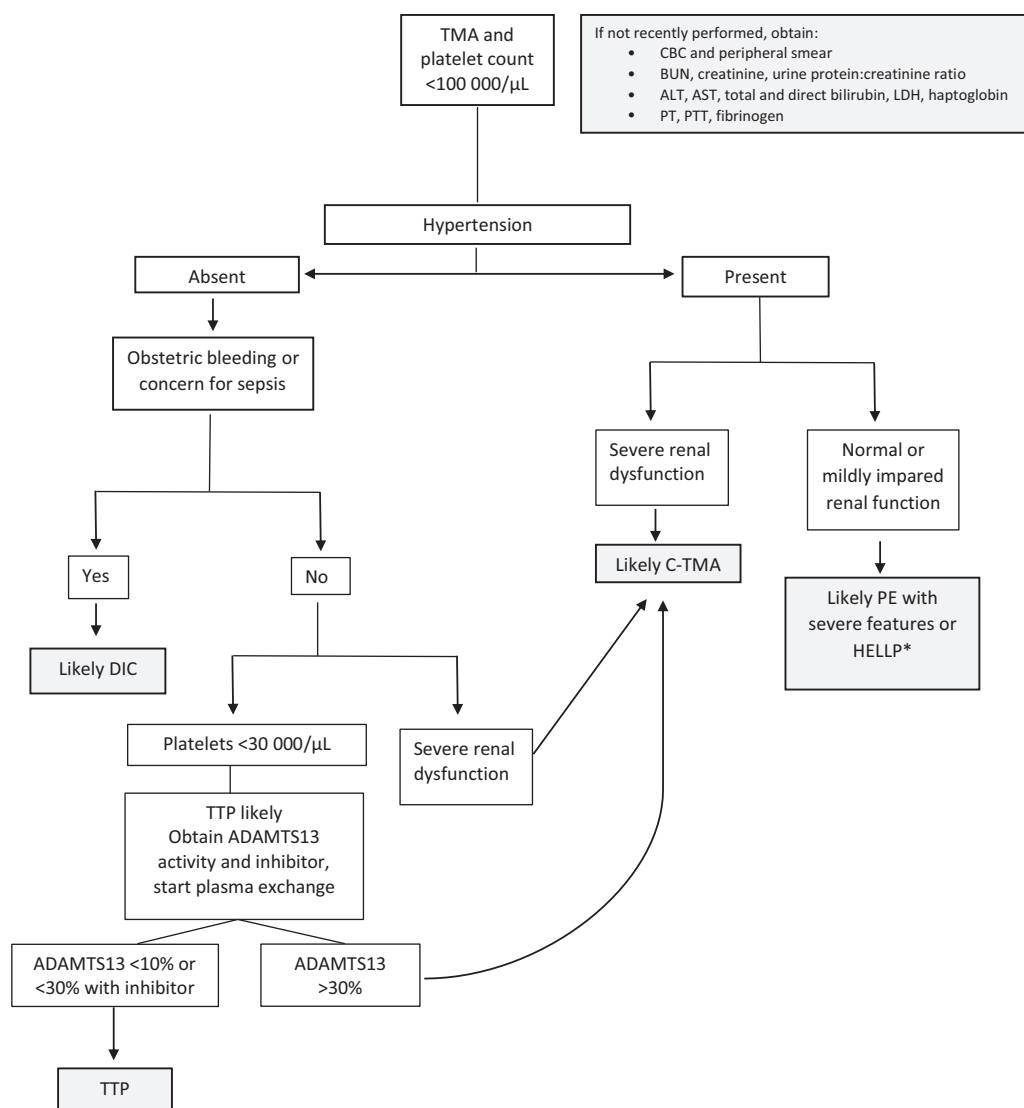 TMA and
platelet count
<100 000/µL
If not recently performed, obtain:
• CBC and peripheral smear
• BUN, creatinine, urine protein:creatinine ratio
• ALT, AST, total and direct bilirubin, LDH, haptoglobin
• PT, PTT, fibrinogen
Hypertension
Absent
Present
Obstetric bleeding or
concern for sepsis
Severe renal
dysfunction
Normal or
mildly impared
renal function
Yes
No
Likely C-TMA
Likely PE with
severe features or
HELLP*
Likely DIC
Platelets <30 000/µL
Severe renal
dysfunction
TTP likely
Obtain ADAMTS13
activity and inhibitor,
start plasma exchange
ADAMTS13 <10% or
<30% with inhibitor
ADAMTS13
>30%
TTP